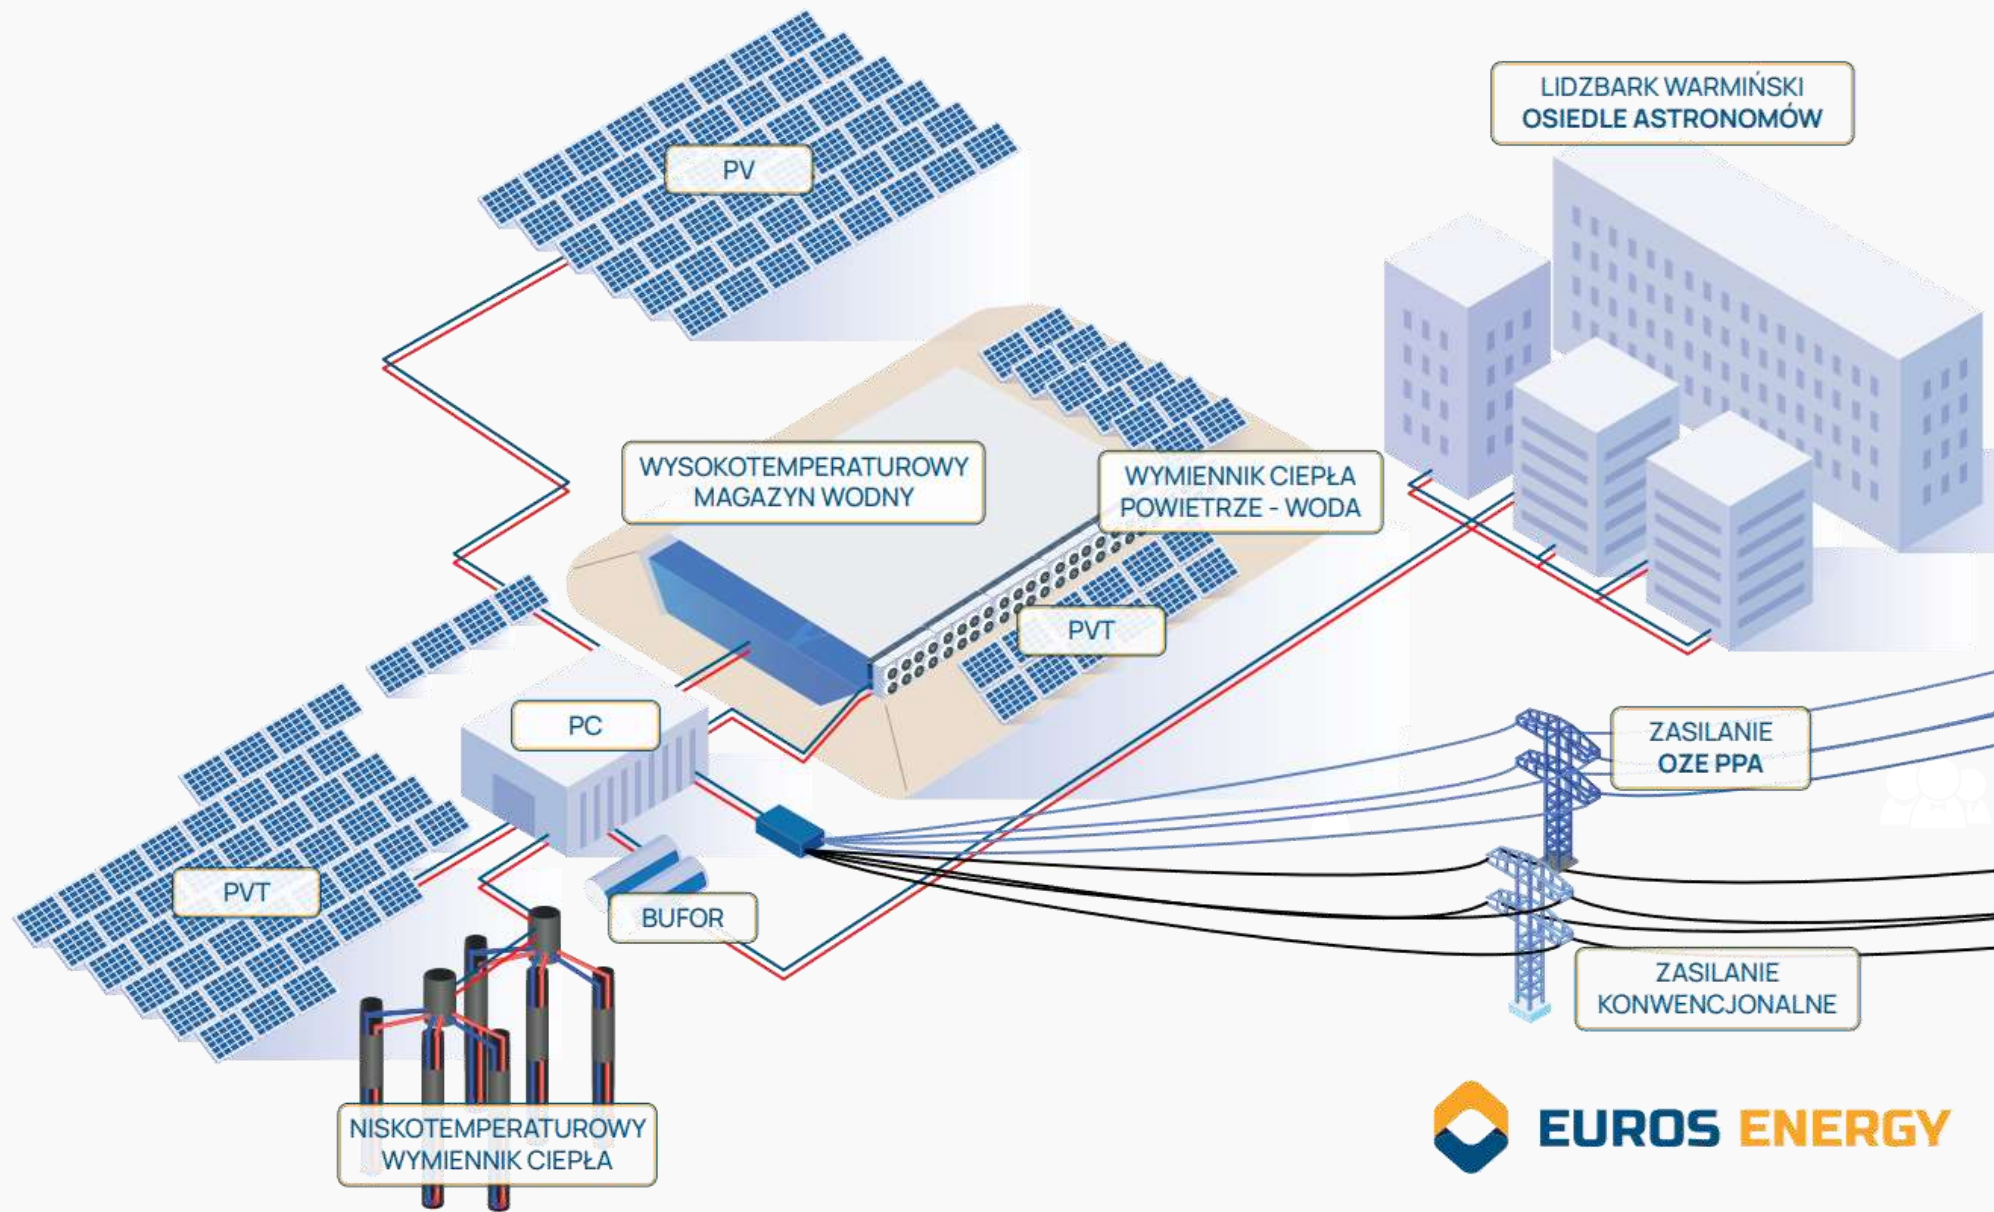 LIDZBARK WARMIŃSKI
OSIEDLE ASTRONOMÓW
PV
WYSOKOTEMPERATUROWY
MAGAZYN WODNY
WYMIENNIK CIEPŁA
POWIETRZE - WODA
PVT
PC
ZASILANIE
OZE PPA
PVT
BUFOR
ZASILANIE
KONWENCJONALNE
NISKOTEMPERATUROWY
WYMIENNIK CIEPŁA
EUROS ENERGY